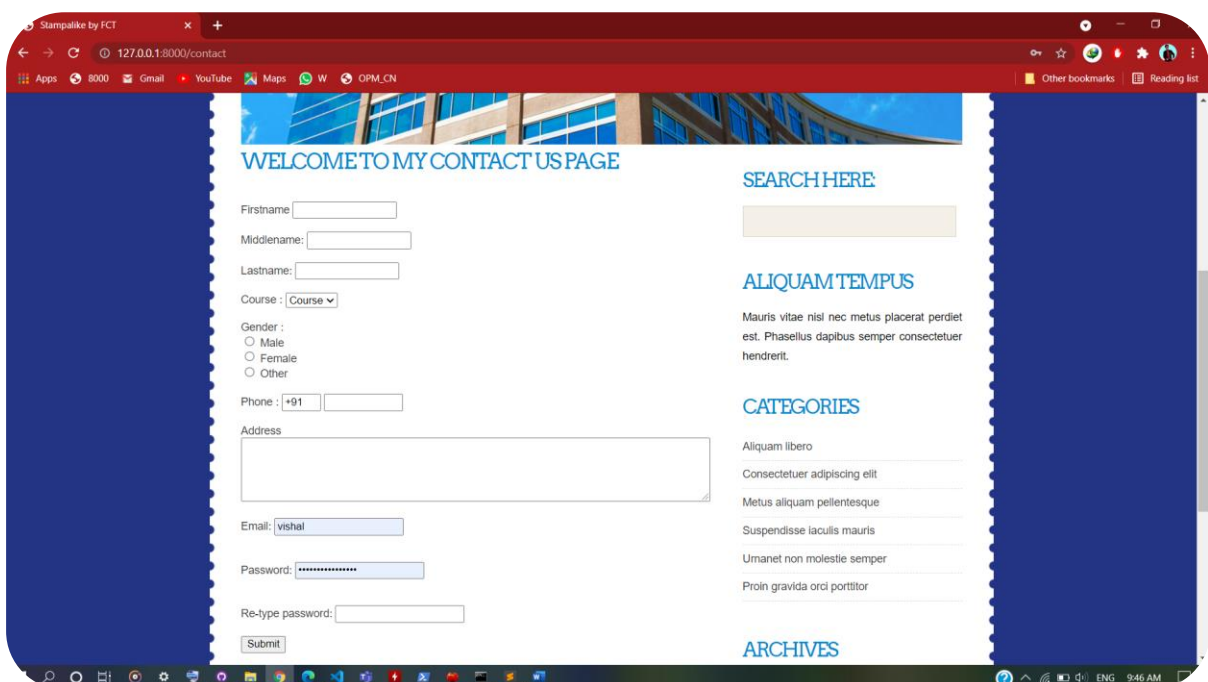 Stampalike by FCT
127.0.0.1:8000/contact
Apps 8000 Gmail YouTube Maps W OPM_CN Other bookmarks Reading list
WELCOME TO MY CONTACT US PAGE
Firstname
Middlename:
Lastname:
Course : Course
Gender :
Male
Female
Other
Phone : +91
Address
Email: vishal
Password: ••••••••••••••••
Re-type password:
Submit
SEARCH HERE:
ALIQUAM TEMPUS
Mauris vitae nisl nec metus placerat perdiet
est. Phasellus dapibus semper consectetuer
hendrerit.
CATEGORIES
Aliquam libero
Consectetuer adipiscing elit
Metus aliquam pellentesque
Suspendisse iaculis mauris
Urnanet non molestie semper
Proin gravida orci porttitor
ARCHIVES
ENG 9:46 AM